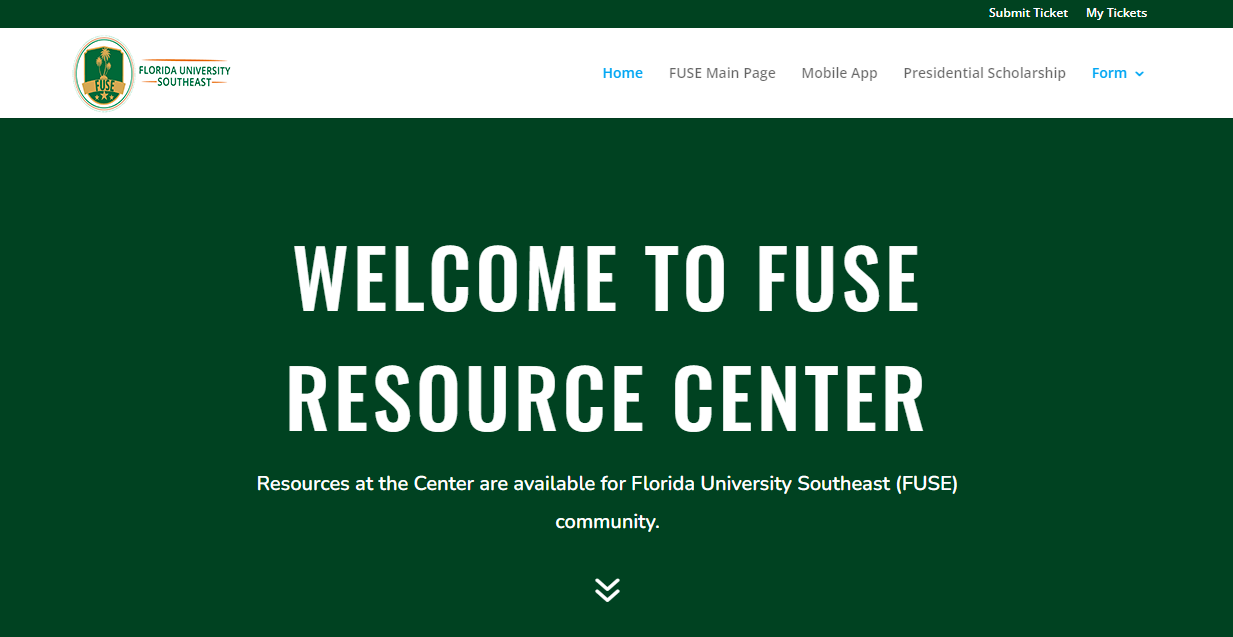 Submit Ticket My Tickets
FUSE
FLORIDA UNIVERSITY
SOUTHEAST
Home FUSE Main Page Mobile App Presidential Scholarship Form
WELCOME TO FUSE
RESOURCE CENTER
Resources at the Center are available for Florida University Southeast (FUSE)
community.